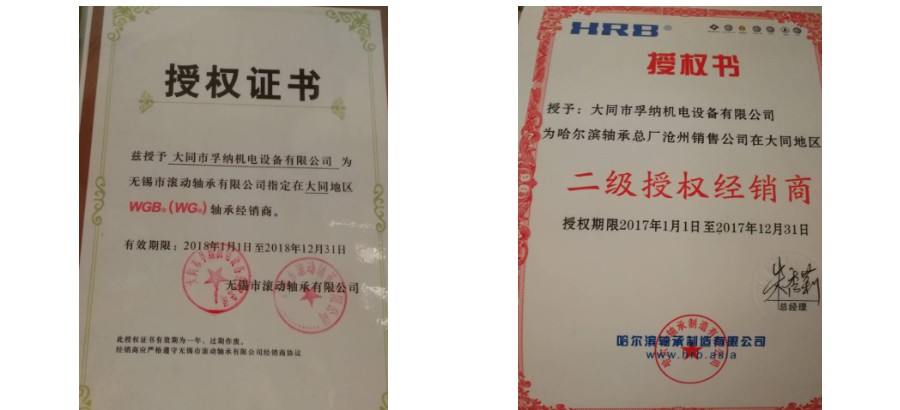 授权证书
兹授予 大同市孚纳机电设备有限公司 为
无锡市滚动轴承有限公司指定在大同地区
WGB®(WG®)轴承经销商。
有效期限:2018年1月1日至2018年12月31日
无锡市滚动轴承有限公司
此授权证书有效期为一年,过期作废。
经销商应严格遵守无锡市滚动轴承有限公司经销商协议
HRB®
授权书
授予:大同市孚纳机电设备有限公司
为哈尔滨轴承总厂沧州销售公司在大同地区
二级授权经销商
授权期限2017年1月1日至2017年12月31日
总经理
哈尔滨轴承制造有限公司
www.hrb.asia